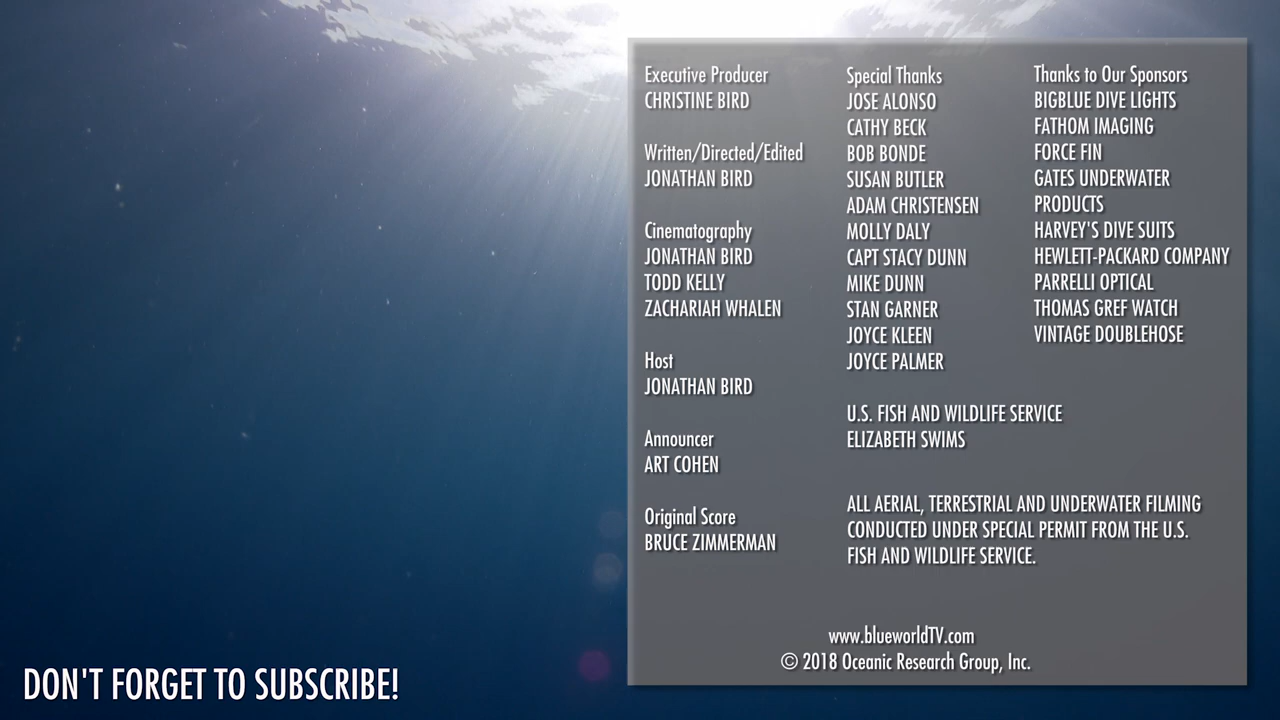 Executive Producer
CHRISTINE BIRD
Written/Directed/Edited
JONATHAN BIRD
Cinematography
JONATHAN BIRD
TODD KELLY
ZACHARIAH WHALEN
Host
JONATHAN BIRD
Announcer
ART COHEN
Original Score
BRUCE ZIMMERMAN
Special Thanks
JOSE ALONSO
CATHY BECK
BOB BONDE
SUSAN BUTLER
ADAM CHRISTENSEN
MOLLY DALY
CAPT STACY DUNN
MIKE DUNN
STAN GARNER
JOYCE KLEEN
JOYCE PALMER
U.S. FISH AND WILDLIFE SERVICE
ELIZABETH SWIMS
Thanks to Our Sponsors
BIGBLUE DIVE LIGHTS
FATHOM IMAGING
FORCE FIN
GATES UNDERWATER
PRODUCTS
HARVEY'S DIVE SUITS
HEWLETT-PACKARD COMPANY
PARRELLI OPTICAL
THOMAS GREF WATCH
VINTAGE DOUBLEHOSE
ALL AERIAL, TERRESTRIAL AND UNDERWATER FILMING
CONDUCTED UNDER SPECIAL PERMIT FROM THE U.S.
FISH AND WILDLIFE SERVICE.
www.blueworldTV.com
© 2018 Oceanic Research Group, Inc.
DON'T FORGET TO SUBSCRIBE!